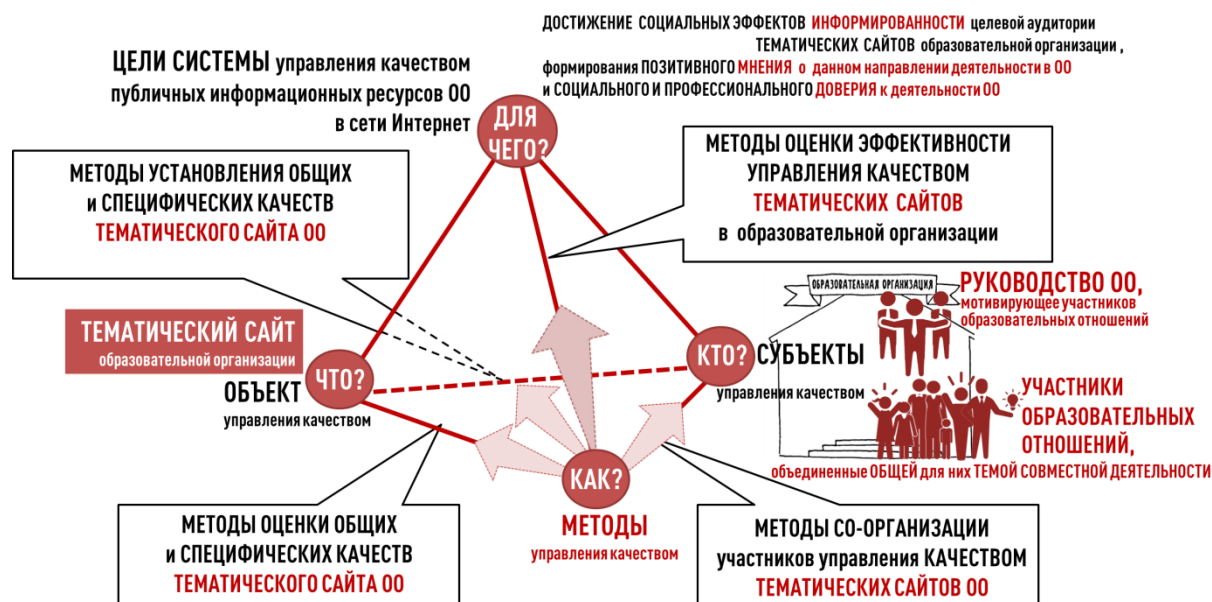 ДОСТИЖЕНИЕ СОЦИАЛЬНЫХ ЭФФЕКТОВ ИНФОРМИРОВАННОСТИ целевой аудитории
ТЕМАТИЧЕСКИХ САЙТОВ образовательной организации ,
формирования ПОЗИТИВНОГО МНЕНИЯ о данном направлении деятельности в ОО
и СОЦИАЛЬНОГО И ПРОФЕССИОНАЛЬНОГО ДОВЕРИЯ к деятельности ОО
ЦЕЛИ СИСТЕМЫ управления качеством
публичных информационных ресурсов ОО
в сети Интернет
ДЛЯ
ЧЕГО?
МЕТОДЫ УСТАНОВЛЕНИЯ ОБЩИХ
и СПЕЦИФИЧЕСКИХ КАЧЕСТВ
ТЕМАТИЧЕСКОГО САЙТА ОО
МЕТОДЫ ОЦЕНКИ ЭФФЕКТИВНОСТИ
УПРАВЛЕНИЯ КАЧЕСТВОМ
ТЕМАТИЧЕСКИХ САЙТОВ
в образовательной организации
ОБРАЗОВАТЕЛЬНАЯ ОРГАНИЗАЦИЯ
РУКОВОДСТВО ОО,
мотивирующее участников
образовательных отношений
ТЕМАТИЧЕСКИЙ САЙТ
образовательной организации
ЧТО?
ОБЪЕКТ
управления качеством
КТО?
СУБЪЕКТЫ
управления качеством
УЧАСТНИКИ
ОБРАЗОВАТЕЛЬНЫХ
ОТНОШЕНИЙ,
объединенные ОБЩЕЙ для них ТЕМОЙ СОВМЕСТНОЙ ДЕЯТЕЛЬНОСТИ
КАК?
МЕТОДЫ
управления качеством
МЕТОДЫ ОЦЕНКИ ОБЩИХ
и СПЕЦИФИЧЕСКИХ КАЧЕСТВ
ТЕМАТИЧЕСКОГО САЙТА ОО
МЕТОДЫ СО-ОРГАНИЗАЦИИ
участников управления КАЧЕСТВОМ
ТЕМАТИЧЕСКИХ САЙТОВ ОО